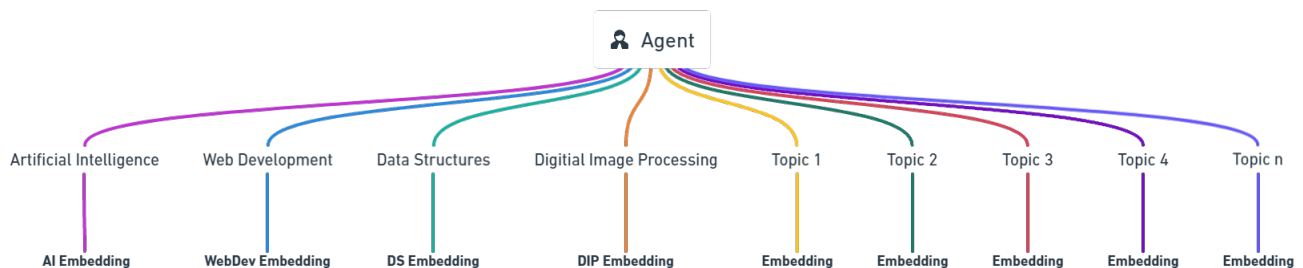 Agent
Artificial Intelligence
Web Development
Data Structures
Digitial Image Processing
Topic 1
Topic 2
Topic 3
Topic 4
Topic n
AI Embedding
WebDev Embedding
DS Embedding
DIP Embedding
Embedding
Embedding
Embedding
Embedding
Embedding